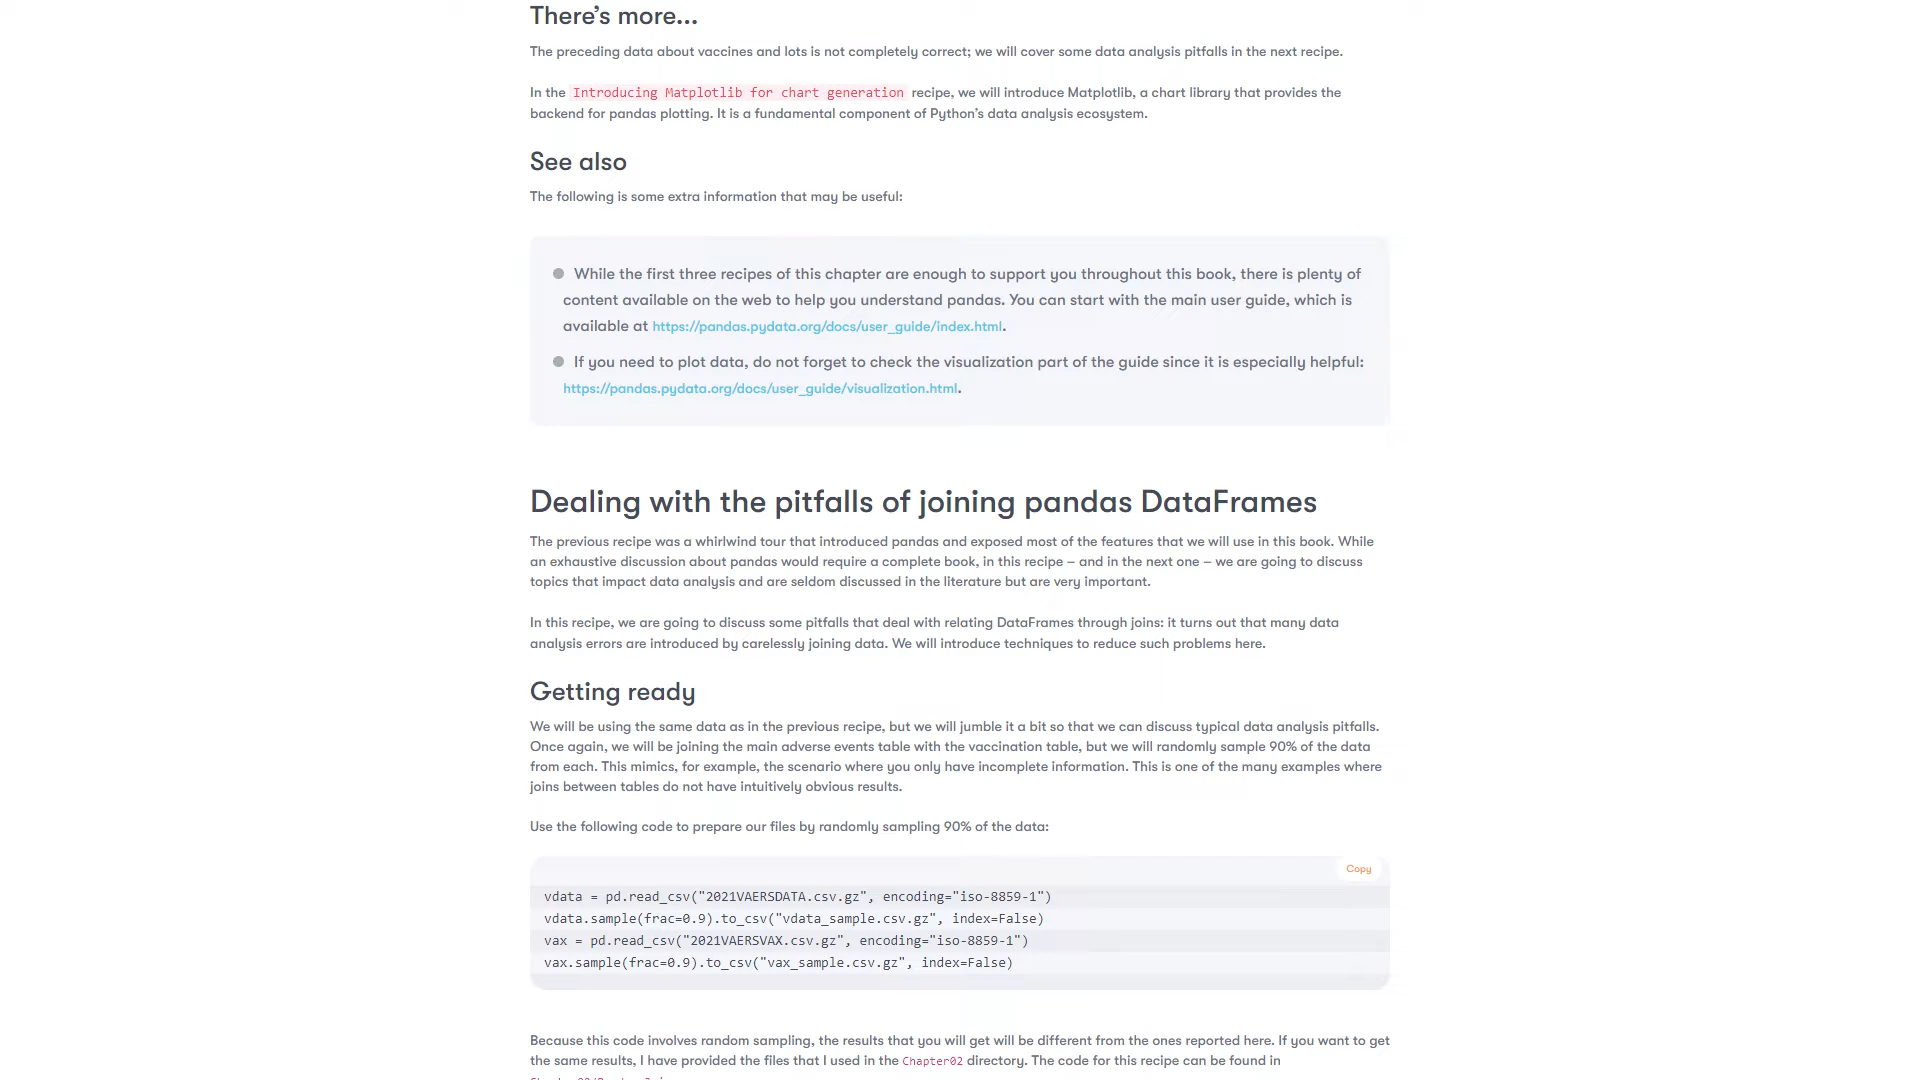 There’s more...
The preceding data about vaccines and lots is not completely correct; we will cover some data analysis pitfalls in the next recipe.
In the Introducing Matplotlib for chart generation recipe, we will introduce Matplotlib, a chart library that provides the
backend for pandas plotting. It is a fundamental component of Python’s data analysis ecosystem.
See also
The following is some extra information that may be useful:
While the first three recipes of this chapter are enough to support you throughout this book, there is plenty of
content available on the web to help you understand pandas. You can start with the main user guide, which is
available at https://pandas.pydata.org/docs/user_guide/index.html.
If you need to plot data, do not forget to check the visualization part of the guide since it is especially helpful:
https://pandas.pydata.org/docs/user_guide/visualization.html.
Dealing with the pitfalls of joining pandas DataFrames
The previous recipe was a whirlwind tour that introduced pandas and exposed most of the features that we will use in this book. While
an exhaustive discussion about pandas would require a complete book, in this recipe – and in the next one – we are going to discuss
topics that impact data analysis and are seldom discussed in the literature but are very important.
In this recipe, we are going to discuss some pitfalls that deal with relating DataFrames through joins: it turns out that many data
analysis errors are introduced by carelessly joining data. We will introduce techniques to reduce such problems here.
Getting ready
We will be using the same data as in the previous recipe, but we will jumble it a bit so that we can discuss typical data analysis pitfalls.
Once again, we will be joining the main adverse events table with the vaccination table, but we will randomly sample 90% of the data
from each. This mimics, for example, the scenario where you only have incomplete information. This is one of the many examples where
joins between tables do not have intuitively obvious results.
Use the following code to prepare our files by randomly sampling 90% of the data:
Copy
vdata = pd.read_csv("2021VAERSDATA.csv.gz", encoding="iso-8859-1")
vdata.sample(frac=0.9).to_csv("vdata_sample.csv.gz", index=False)
vax = pd.read_csv("2021VAERSVAX.csv.gz", encoding="iso-8859-1")
vax.sample(frac=0.9).to_csv("vax_sample.csv.gz", index=False)
Because this code involves random sampling, the results that you will get will be different from the ones reported here. If you want to get
the same results, I have provided the files that I used in the Chapter02 directory. The code for this recipe can be found in